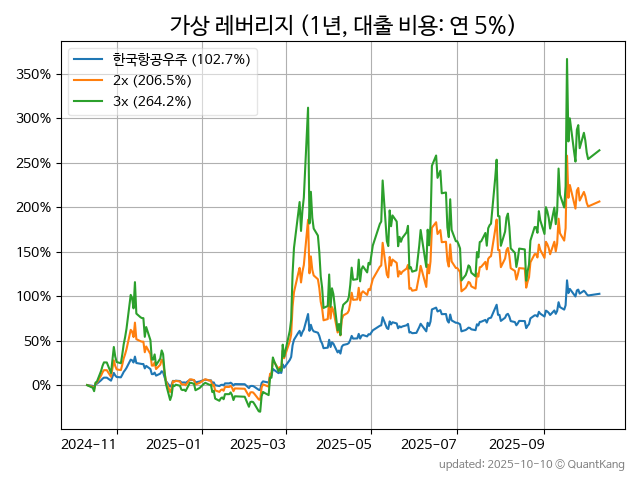 가상 레버리지 (1년, 대출 비용: 연 5%)
한국항공우주 (102.7%)
2x (206.5%)
3x (264.2%)
350%
300%
250%
200%
150%
100%
50%
0%
2024-11
2025-01
2025-03
2025-05
2025-07
2025-09
updated: 2025-10-10 © QuantKang